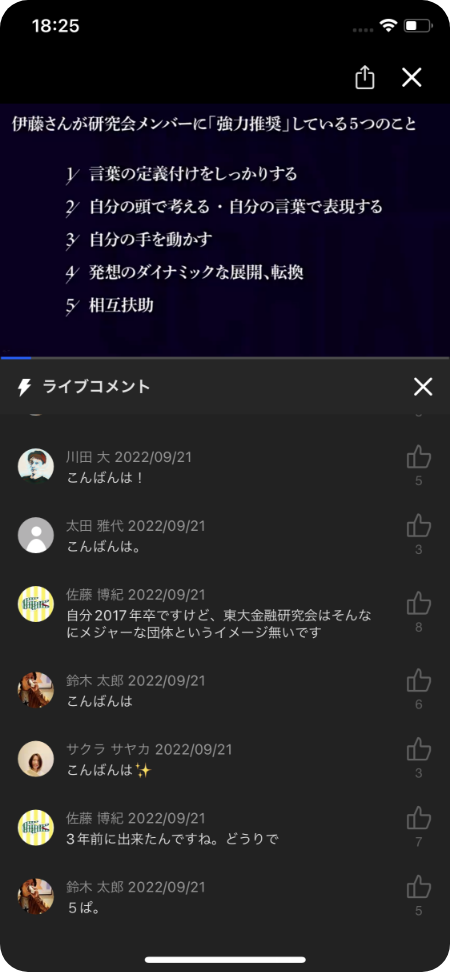 18:25
伊藤さんが研究会メンバーに「強力推奨」している5つのこと
1/ 言葉の定義付けをしっかりする
2/ 自分の頭で考える・自分の言葉で表現する
3/ 自分の手を動かす
4/ 発想のダイナミックな展開、転換
5/ 相互扶助
ライブコメント
川田 大 2022/09/21
こんばんは！
5
太田 雅代 2022/09/21
こんばんは。
3
佐藤 博紀 2022/09/21
自分2017年卒ですけど、東大金融研究会はそんな
にメジャーな団体というイメージ無いです
8
鈴木 太郎 2022/09/21
こんばんは
6
サクラ サヤカ 2022/09/21
こんばんは✨
3
佐藤 博紀 2022/09/21
3年前に出来たんですね。どうりで
7
鈴木 太郎 2022/09/21
５ぱ。
5